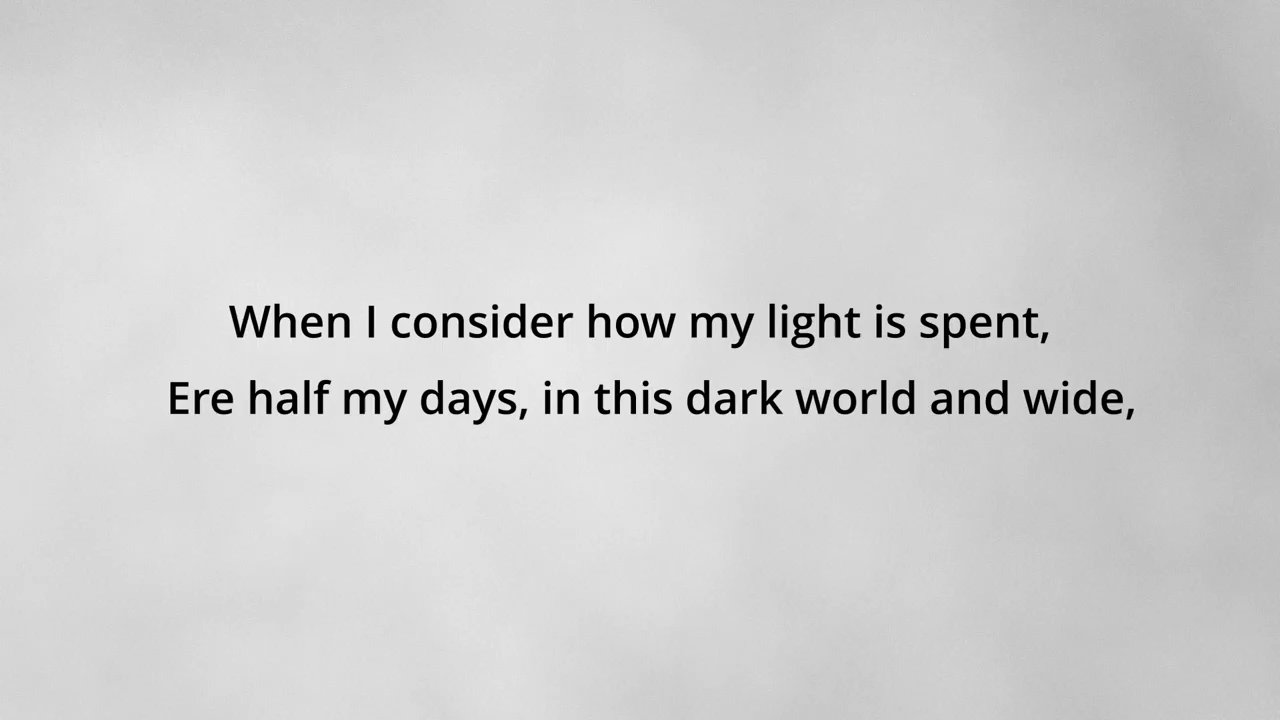 When I consider how my light is spent,
Ere half my days, in this dark world and wide,